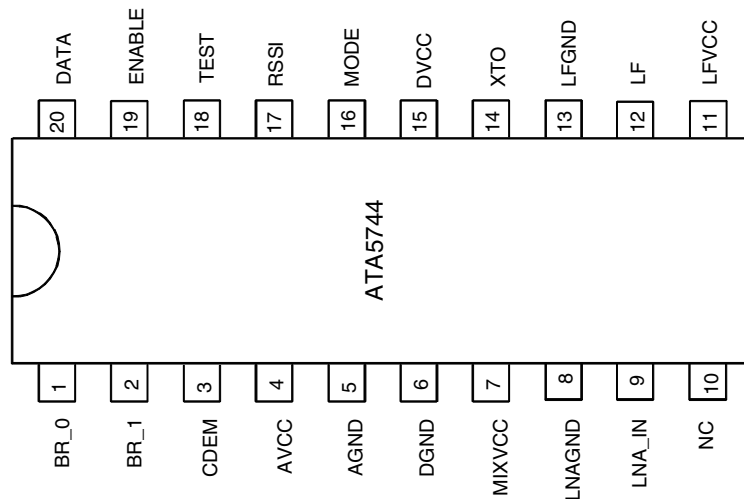 DATA
ENABLE
TEST
RSSI
MODE
DVCC
XTO
LFGND
LF
LFVCC
20
19
18
17
16
15
14
13
12
11
ATA5744
1
2
3
4
5
6
7
8
9
10
BR_0
BR_1
CDEM
AVCC
AGND
DGND
MIXVCC
LNAGND
LNA_IN
NC